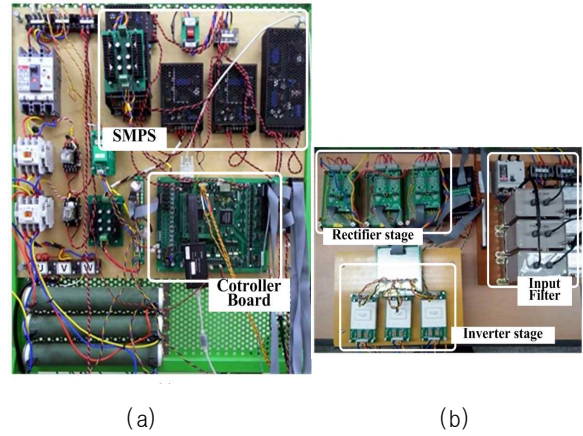 SMPS
Cotroller
Board
U V W
Rectifier stage
Input
Filter
Inverter stage
(a)
(b)